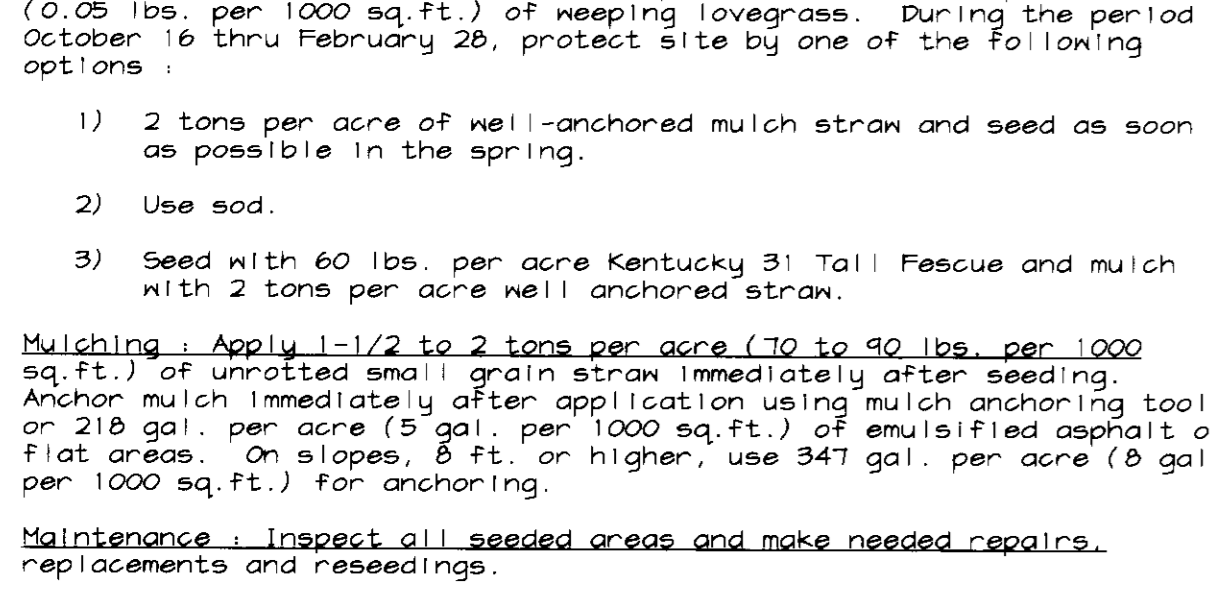 (0.05 lbs. per 1000 sq.ft.) of weeping lovegrass. During the period
October 16 thru February 28, protect site by one of the following
options :
1) 2 tons per acre of well-anchored mulch straw and seed as soon
as possible in the spring.
2) Use sod.
3) Seed with 60 lbs. per acre Kentucky 31 Tall Fescue and mulch
with 2 tons per acre well anchored straw.
Mulching : Apply 1-1/2 to 2 tons per acre (70 to 90 lbs. per 1000
sq.ft.) of unrotted small grain straw immediately after seeding.
Anchor mulch immediately after application using mulch anchoring tool
or 218 gal. per acre (5 gal. per 1000 sq.ft.) of emulsified asphalt o
flat areas. On slopes, 8 ft. or higher, use 347 gal. per acre (8 gal
per 1000 sq.ft.) for anchoring.
Maintenance : Inspect all seeded areas and make needed repairs,
replacements and reseedings.